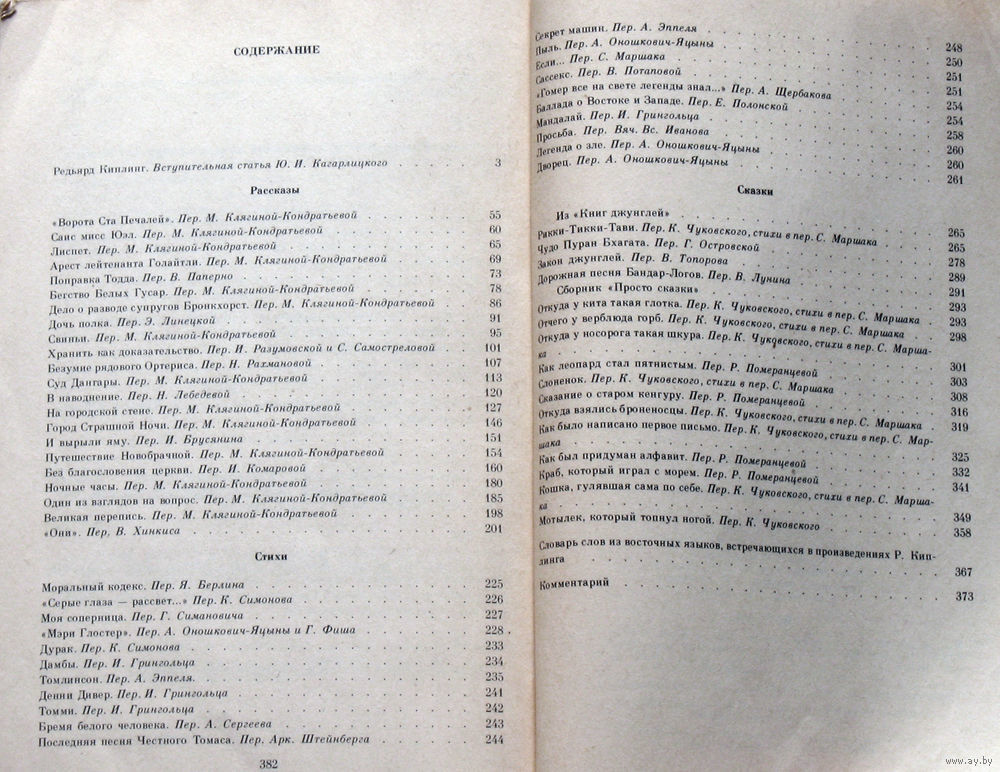 СОДЕРЖАНИЕ
Редьярд Киплинг. Вступительная статья Ю. И. Кагарлицкого . . . . . 3
Рассказы
«Ворота Ста Печалей». Пер. М. Клягиной-Кондратьевой . . . . . 55
Саис мисс Юэл. Пер. М. Клягиной-Кондратьевой . . . . . 60
Лиспет. Пер. М. Клягиной-Кондратьевой . . . . . 65
Арест лейтенанта Голайтли. Пер. М. Клягиной-Кондратьевой . . . . . 69
Поправка Тодда. Пер. В. Паперно . . . . . 73
Бегство Белых Гусар. Пер. М. Клягиной-Кондратьевой . . . . . 78
Дело о разводе супругов Бронкхорст. Пер. М. Клягиной-Кондратьевой . . . 86
Дочь полка. Пер. Э. Линецкой . . . . . 91
Свиньи. Пер. М. Клягиной-Кондратьевой . . . . . 95
Хранить как доказательство. Пер. И. Разумовской и С. Самостреловой . . . 101
Безумие рядового Ортериса. Пер. Н. Рахмановой . . . . . 107
Суд Дангары. Пер. М. Клягиной-Кондратьевой . . . . . 113
В наводнение. Пер. Н. Лебедевой . . . . . 120
На городской стене. Пер. М. Клягиной-Кондратьевой . . . . . 127
Город Страшной Ночи. Пер. М. Клягиной-Кондратьевой . . . . . 146
И вырыли яму. Пер. И. Брусянина . . . . . 151
Путешествие Новобрачной. Пер. М. Клягиной-Кондратьевой . . . . . 154
Без благословения церкви. Пер. И. Комаровой . . . . . 160
Ночные часы. Пер. М. Клягиной-Кондратьевой . . . . . 180
Один из взглядов на вопрос. Пер. М. Клягиной-Кондратьевой . . . . . 185
Великая перепись. Пер. М. Клягиной-Кондратьевой . . . . . 198
«Они». Пер. В. Хинкиса . . . . . 201
Стихи
Моральный кодекс. Пер. Я. Берлина . . . . . 225
«Серые глаза — рассвет...» Пер. К. Симонова . . . . . 226
Моя соперница. Пер. Г. Симановича . . . . . 227
«Мэри Глостер». Пер. А. Оношкович-Яцыны и Г. Фиша . . . . . 228
Дурак. Пер. К. Симонова . . . . . 233
Дамбы. Пер. И. Грингольца . . . . . 234
Томлинсон. Пер. А. Эппеля. . . . . . 235
Денни Дивер. Пер. И. Грингольца . . . . . 241
Томми. Пер. И. Грингольца . . . . . 242
Бремя белого человека. Пер. А. Сергеева . . . . . 243
Последняя песня Честного Томаса. Пер. Арк. Штейнберга . . . . . 244
382
Секрет машин. Пер. А. Эппеля . . . . . 248
Пыль. Пер. А. Оношкович-Яцыны . . . . . 250
Если... Пер. С. Маршака . . . . . 251
Сассекс. Пер. В. Потаповой . . . . . 251
«Гомер все на свете легенды знал...» Пер. А. Щербакова . . . . . 254
Баллада о Востоке и Западе. Пер. Е. Полонской . . . . . 254
Мандалай. Пер. И. Грингольца . . . . . 258
Просьба. Пер. Вяч. Вс. Иванова . . . . . 260
Легенда о зле. Пер. А. Оношкович-Яцыны . . . . . 260
Дворец. Пер. А. Оношкович-Яцыны . . . . . 261
Сказки
Из «Книг джунглей» . . . . . 265
Рикки-Тикки-Тави. Пер. К. Чуковского, стихи в пер. С. Маршака . . . . . 265
Чудо Пуран Бхагата. Пер. Г. Островской . . . . . 278
Закон джунглей. Пер. В. Топорова . . . . . 289
Дорожная песня Бандар-Логов. Пер. В. Лунина . . . . . 291
Сборник «Просто сказки» . . . . . 293
Откуда у кита такая глотка. Пер. К. Чуковского, стихи в пер. С. Маршака . 293
Отчего у верблюда горб. Пер. К. Чуковского, стихи в пер. С. Маршака . . . 298
Откуда у носорога такая шкура. Пер. К. Чуковского, стихи в пер. С. Марша-
ка . . . . . 301
Как леопард стал пятнистым. Пер. Р. Померанцевой . . . . . 303
Слоненок. Пер. К. Чуковского, стихи в пер. С. Маршака . . . . . 308
Сказание о старом кенгуру. Пер. Р. Померанцевой . . . . . 316
Откуда взялись броненосцы. Пер. К. Чуковского, стихи в пер. С. Маршака . 319
Как было написано первое письмо. Пер. К. Чуковского, стихи в пер. С. Мар-
шака . . . . . 325
Как был придуман алфавит. Пер. Р. Померанцевой . . . . . 332
Краб, который играл с морем. Пер. Р. Померанцевой . . . . . 341
Кошка, гулявшая сама по себе. Пер. К. Чуковского, стихи в пер. С. Марша-
ка . . . . . 349
Мотылек, который топнул ногой. Пер. К. Чуковского . . . . . 358
Словарь слов из восточных языков, встречающихся в произведениях Р. Кип-
линга . . . . . 367
Комментарий . . . . . 373
www.ay.by